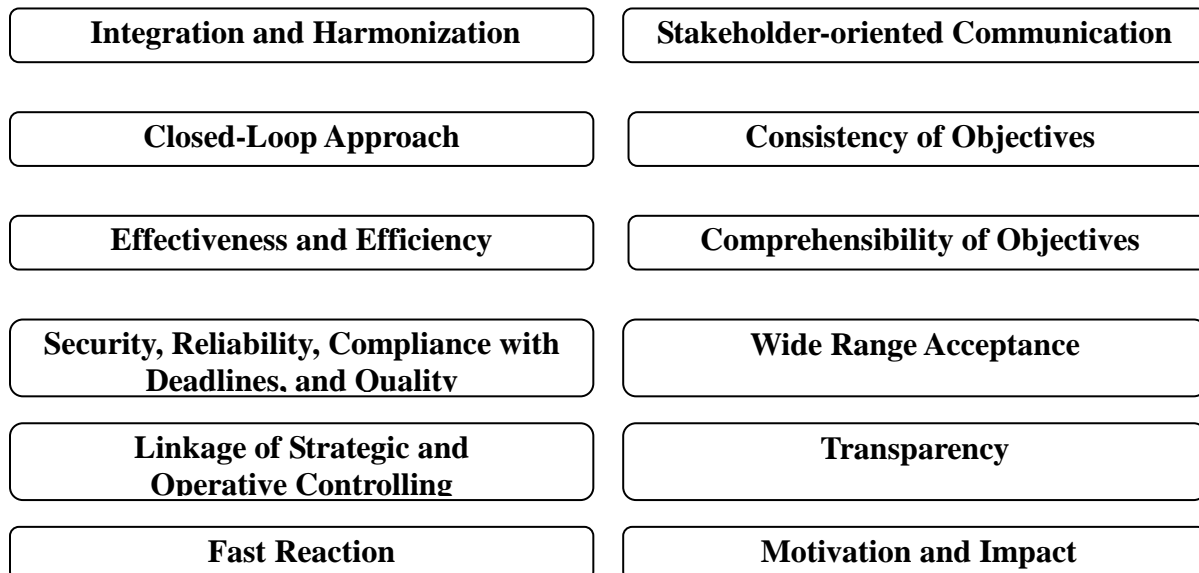 Integration and Harmonization
Stakeholder-oriented Communication
Closed-Loop Approach
Consistency of Objectives
Effectiveness and Efficiency
Comprehensibility of Objectives
Security, Reliability, Compliance with
Deadlines, and Quality
Wide Range Acceptance
Linkage of Strategic and
Operative Controlling
Transparency
Fast Reaction
Motivation and Impact